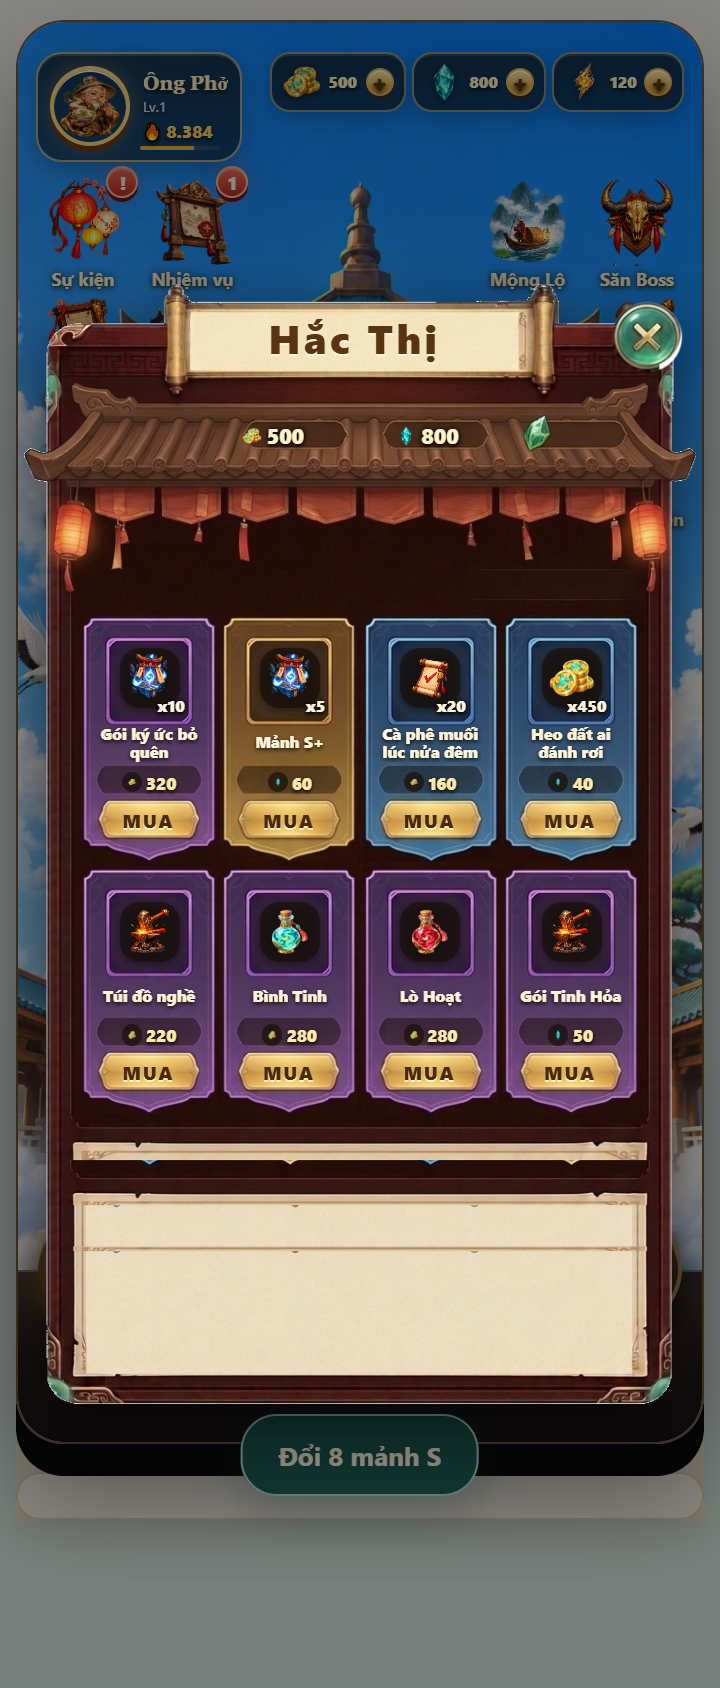 Ông Phở
Lv.1
8.384
500
800
120
!
1
Sự kiện
Nhiệm vụ
Mộng Lộ
Săn Boss
Hắc Thị
500
800
x10
Gói ký ức bỏ
quên
320
MUA
x5
Mảnh S+
60
MUA
x20
Cà phê muối
lúc nửa đêm
160
MUA
x450
Heo đất ai
đánh rơi
40
MUA
Túi đồ nghề
220
MUA
Bình Tinh
280
MUA
Lò Hoạt
280
MUA
Gói Tinh Hỏa
50
MUA
Đổi 8 mảnh S